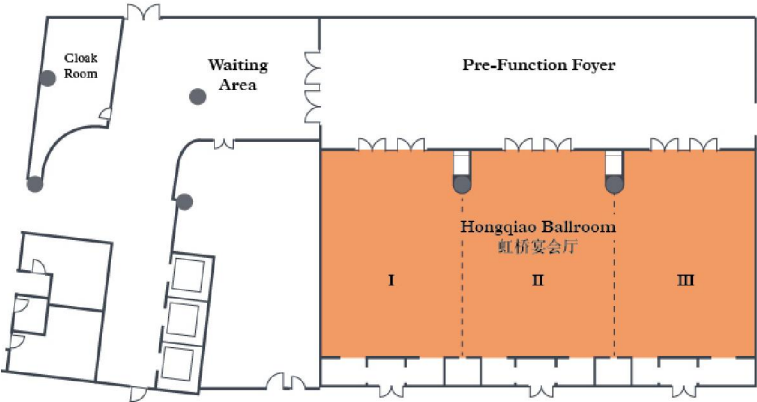 Cloak
Room
Waiting
Area
Pre-Function Foyer
Hongqiao Ballroom
虹桥宴会厅
I
II
III